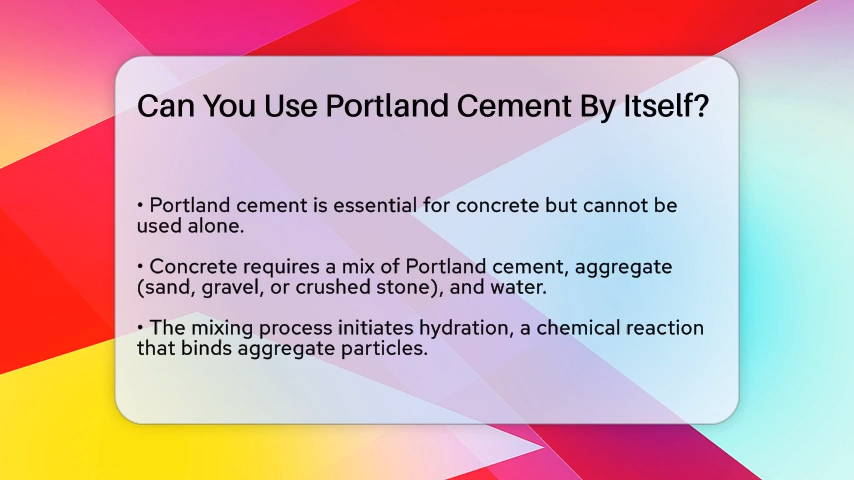 Can You Use Portland Cement By Itself?
• Portland cement is essential for concrete but cannot be
used alone.
• Concrete requires a mix of Portland cement, aggregate
(sand, gravel, or crushed stone), and water.
• The mixing process initiates hydration, a chemical reaction
that binds aggregate particles.